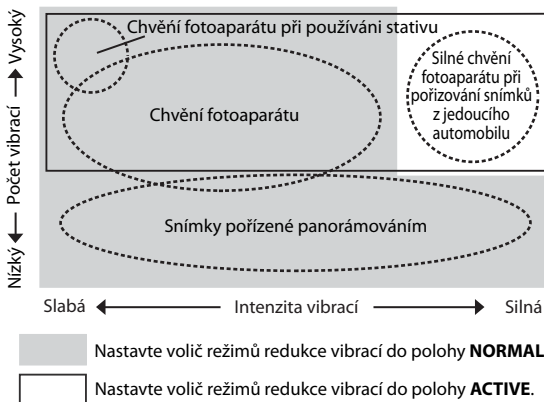 Vysoký
Počet vibrací
Nízký
Chvění fotoaparátu při používáni stativu
Chvění fotoaparátu
Silné chvění
fotoaparátu při
pořizování snímků
z jedoucího
automobilu
Snímky pořízené panorámováním
Slabá Intenzita vibrací Silná
Nastavte volič režimů redukce vibrací do polohy NORMAL
Nastavte volič režimů redukce vibrací do polohy ACTIVE.